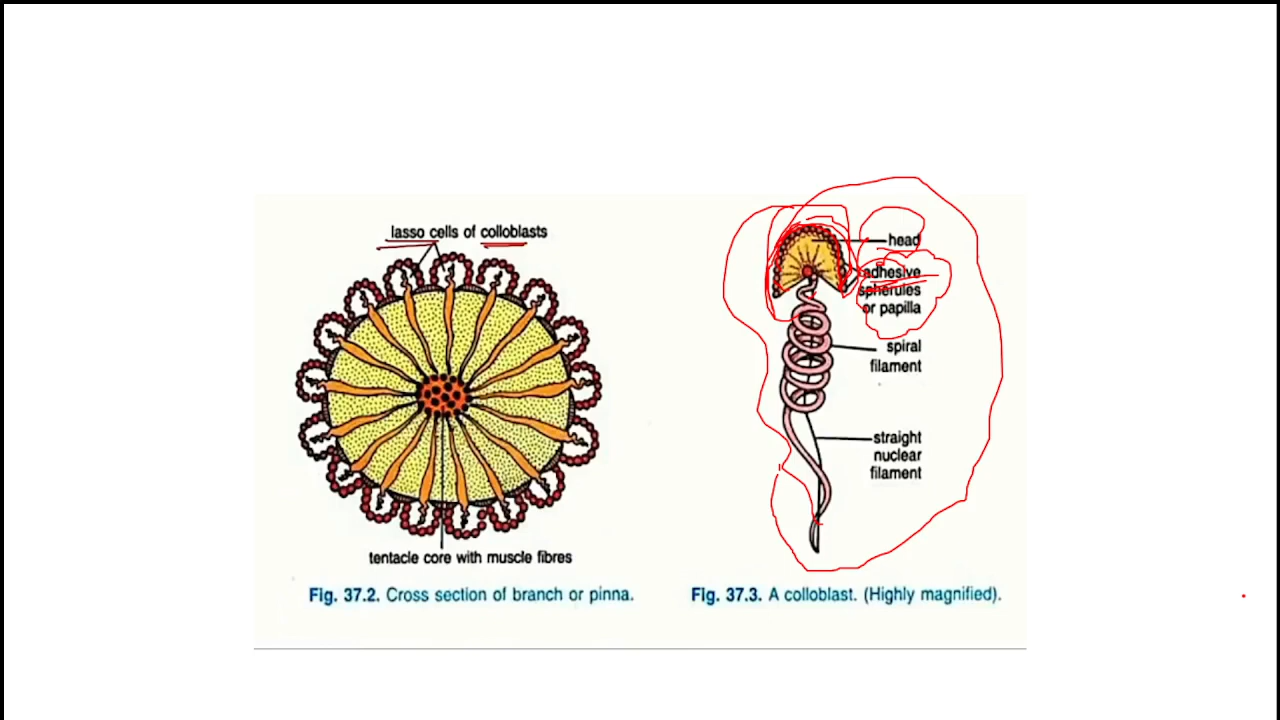 lasso cells of colloblasts
tentacle core with muscle fibres
Fig. 37.2. Cross section of branch or pinna.
head
adhesive
spherules
or papilla
spiral
filament
straight
nuclear
filament
Fig. 37.3. A colloblast. (Highly magnified).